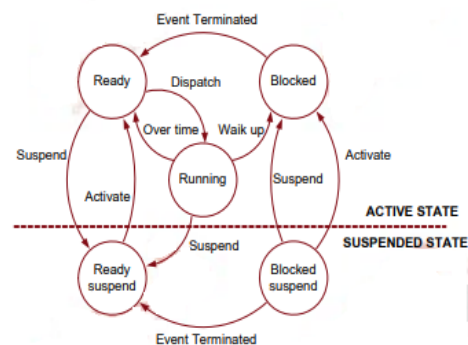 Event Terminated
Ready
Blocked
Dispatch
Over time
Waik up
Suspend
Running
Suspend
Activate
Activate
ACTIVE STATE
SUSPENDED STATE
Suspend
Ready
suspend
Blocked
suspend
Event Terminated